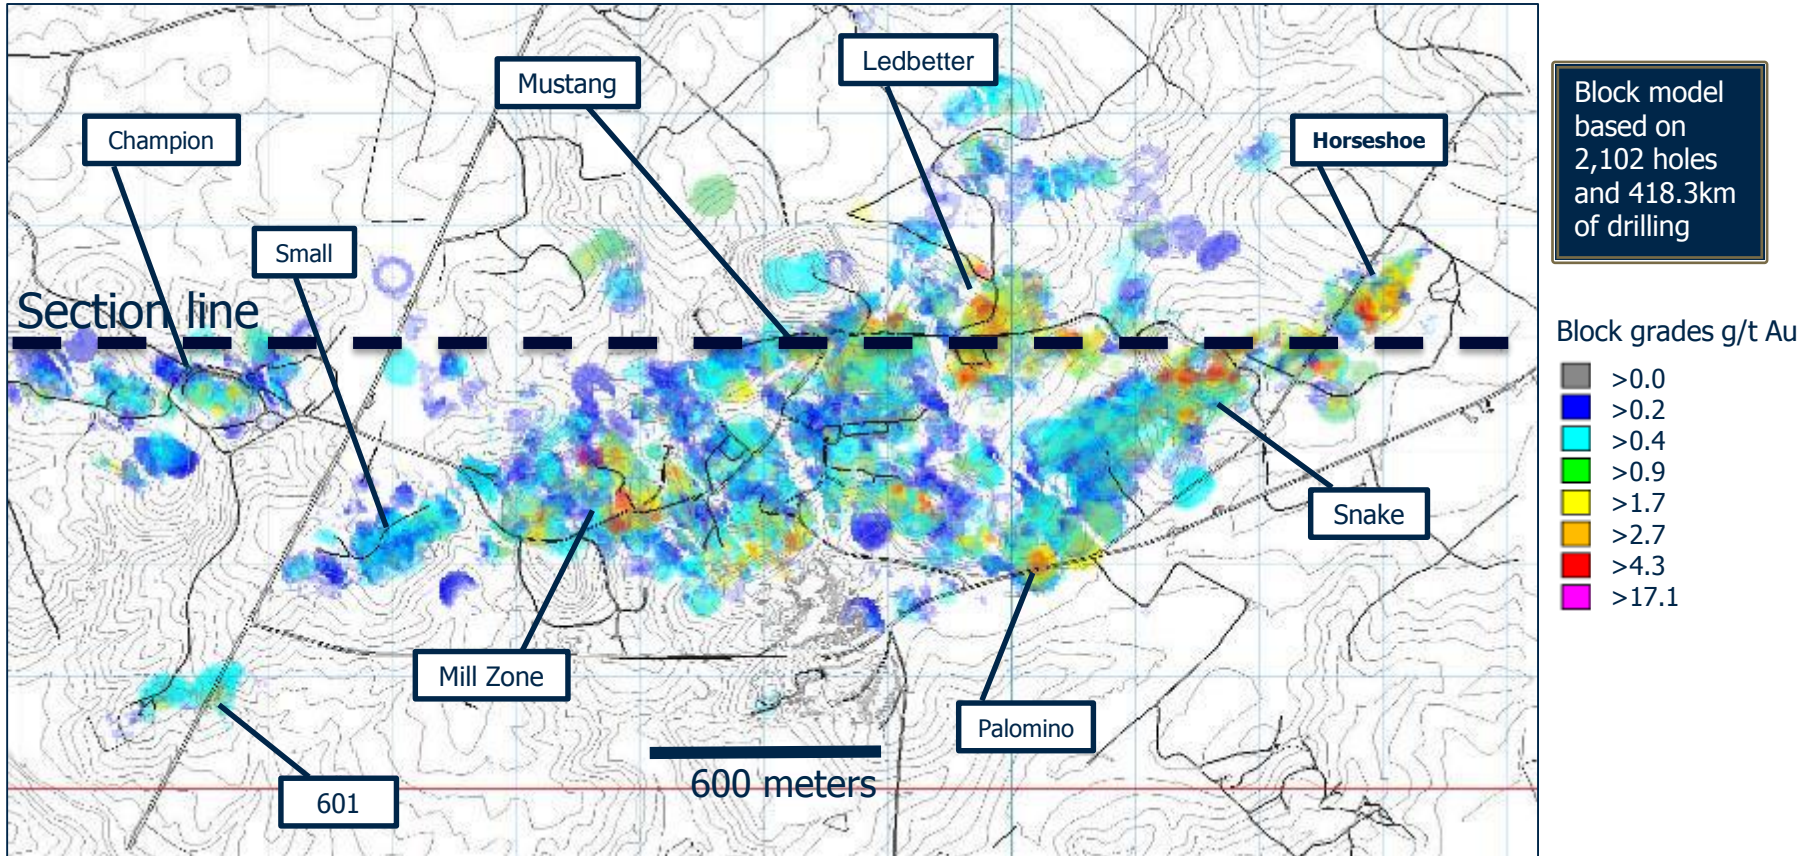 Ledbetter
Mustang
Champion
Horseshoe
Small
Section line
Snake
Mill Zone
Palomino
601
600 meters
Block model
based on
2,102 holes
and 418.3km
of drilling
Block grades g/t Au
>0.0
>0.2
>0.4
>0.9
>1.7
>2.7
>4.3
>17.1